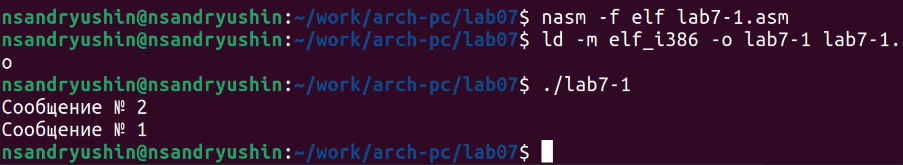 nsandryushin@nsandryushin:~/work/arch-pc/lab07$ nasm -f elf lab7-1.asm
nsandryushin@nsandryushin:~/work/arch-pc/lab07$ ld -m elf_i386 -o lab7-1 lab7-1.
o
nsandryushin@nsandryushin:~/work/arch-pc/lab07$ ./lab7-1
Сообщение № 2
Сообщение № 1
nsandryushin@nsandryushin:~/work/arch-pc/lab07$